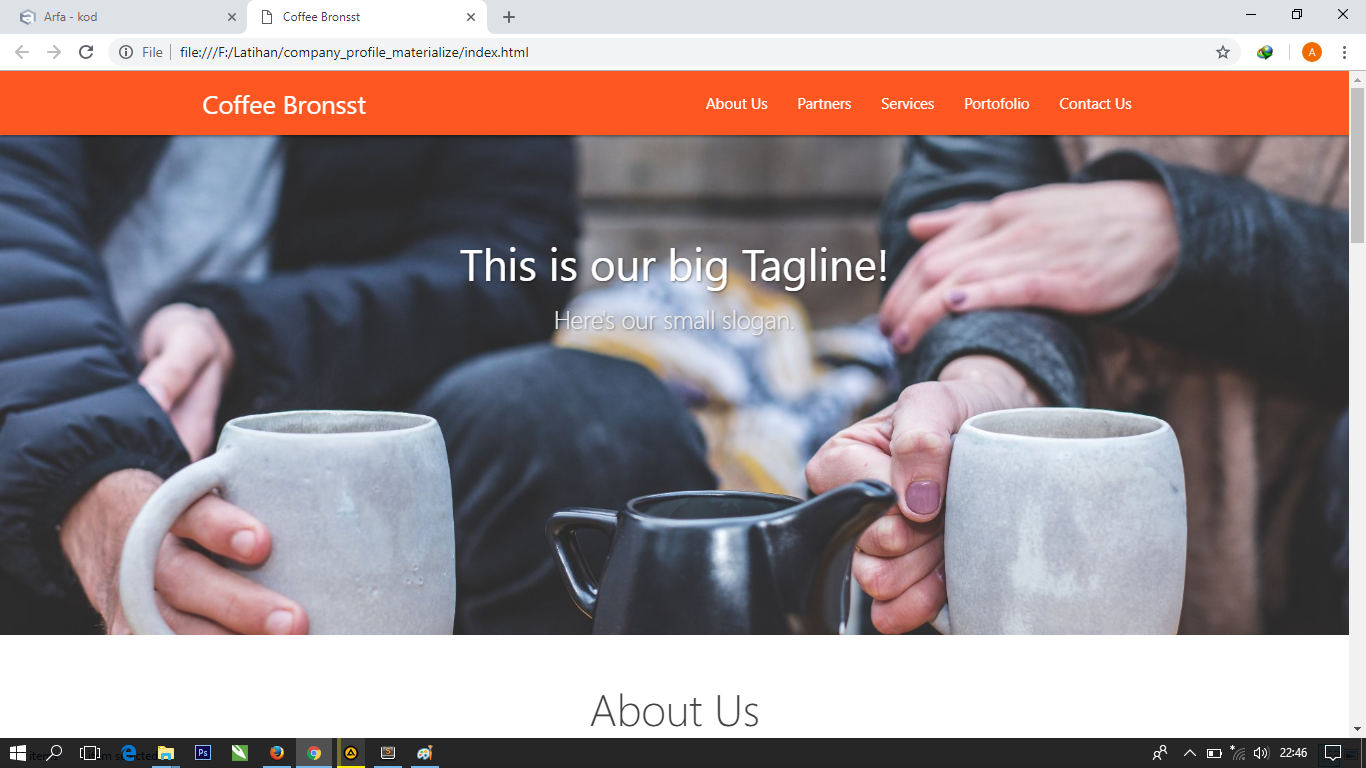 Arfa - kod
Coffee Bronsst
File
file:///F:/Latihan/company_profile_materialize/index.html
A
Coffee Bronsst
About Us Partners Services Portofolio Contact Us
This is our big Tagline!
Here's our small slogan.
About Us
Ps
22:46